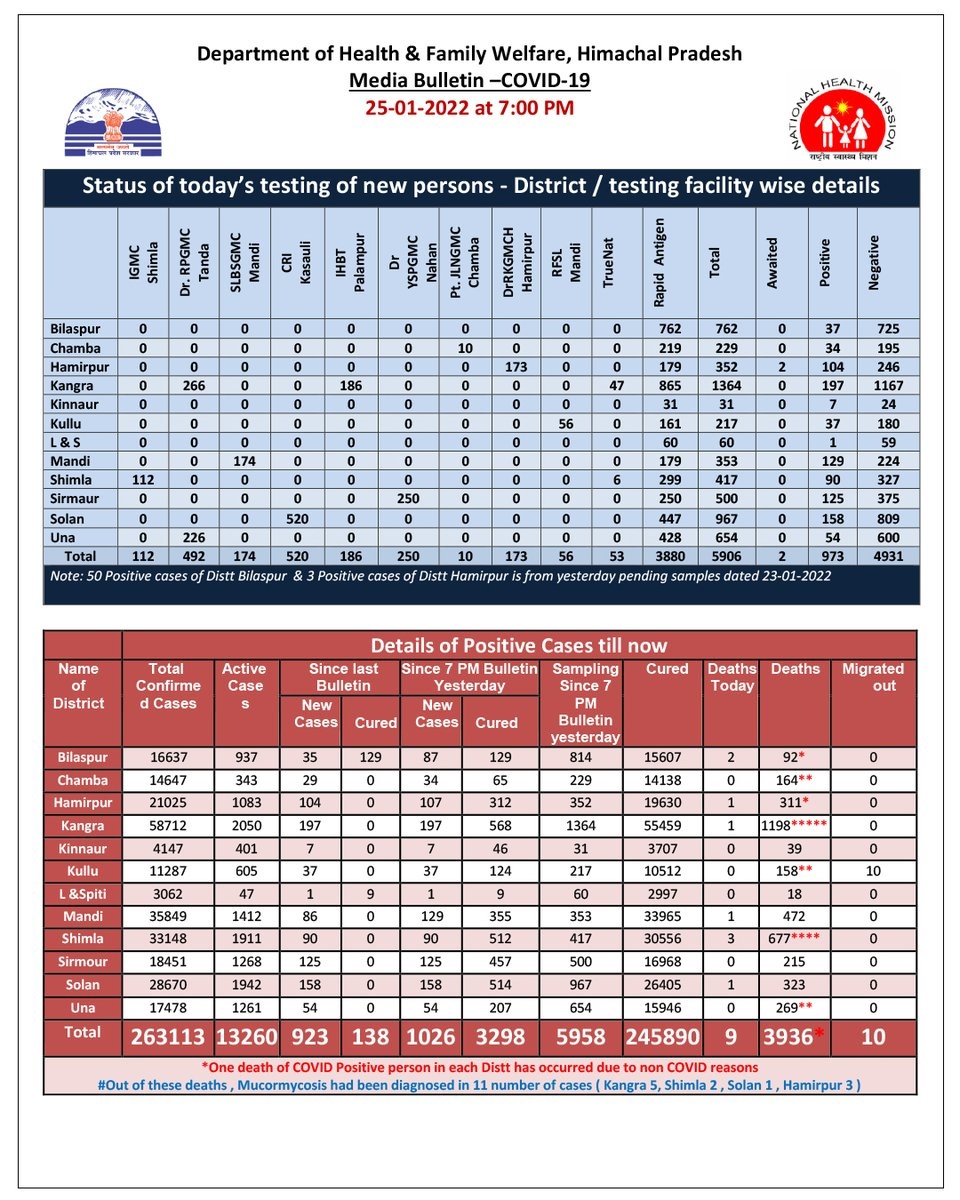 Department of Health & Family Welfare, Himachal Pradesh
Media Bulletin –COVID-19
25-01-2022 at 7:00 PM
हिमाचल प्रदेश सरकार
NATIONAL HEALTH MISSION
राष्ट्रीय स्वास्थ्य मिशन
Status of today's testing of new persons - District / testing facility wise details
IGMC Shimla Dr. RPGMC Tanda SLBSGMC Mandi CRI Kasauli IHBT Palampur Dr YSPGMC Nahan Pt. JLNGMC Chamba DrRKGMCH Hamirpur RFSL Mandi TrueNat Rapid Antigen Total Awaited Positive Negative
Bilaspur 0 0 0 0 0 0 0 0 0 0 762 762 0 37 725
Chamba 0 0 0 0 0 0 10 0 0 0 219 229 0 34 195
Hamirpur 0 0 0 0 0 0 0 173 0 0 179 352 2 104 246
Kangra 0 266 0 0 186 0 0 0 0 47 865 1364 0 197 1167
Kinnaur 0 0 0 0 0 0 0 0 0 0 31 31 0 7 24
Kullu 0 0 0 0 0 0 0 0 56 0 161 217 0 37 180
L & S 0 0 0 0 0 0 0 0 0 0 60 60 0 1 59
Mandi 0 0 174 0 0 0 0 0 0 0 179 353 0 129 224
Shimla 112 0 0 0 0 0 0 0 0 6 299 417 0 90 327
Sirmaur 0 0 0 0 0 250 0 0 0 0 250 500 0 125 375
Solan 0 0 0 520 0 0 0 0 0 0 447 967 0 158 809
Una 0 226 0 0 0 0 0 0 0 0 428 654 0 54 600
Total 112 492 174 520 186 250 10 173 56 53 3880 5906 2 973 4931
Note: 50 Positive cases of Distt Bilaspur & 3 Positive cases of Distt Hamirpur is from yesterday pending samples dated 23-01-2022
Details of Positive Cases till now
Name of District Total Confirme d Cases Active Case s Since last Bulletin Since 7 PM Bulletin Yesterday Sampling Since 7 PM Bulletin yesterday Cured Deaths Today Deaths Migrated out
New Cases Cured New Cases Cured
Bilaspur 16637 937 35 129 87 129 814 15607 2 92* 0
Chamba 14647 343 29 0 34 65 229 14138 0 164** 0
Hamirpur 21025 1083 104 0 107 312 352 19630 1 311* 0
Kangra 58712 2050 197 0 197 568 1364 55459 1 1198***** 0
Kinnaur 4147 401 7 0 7 46 31 3707 0 39 0
Kullu 11287 605 37 0 37 124 217 10512 0 158** 10
L &Spiti 3062 47 1 9 1 9 60 2997 0 18 0
Mandi 35849 1412 86 0 129 355 353 33965 1 472 0
Shimla 33148 1911 90 0 90 512 417 30556 3 677**** 0
Sirmour 18451 1268 125 0 125 457 500 16968 0 215 0
Solan 28670 1942 158 0 158 514 967 26405 1 323 0
Una 17478 1261 54 0 54 207 654 15946 0 269** 0
Total 263113 13260 923 138 1026 3298 5958 245890 9 3936* 10
*One death of COVID Positive person in each Distt has occurred due to non COVID reasons
#Out of these deaths , Mucormycosis had been diagnosed in 11 number of cases ( Kangra 5, Shimla 2 , Solan 1 , Hamirpur 3 )